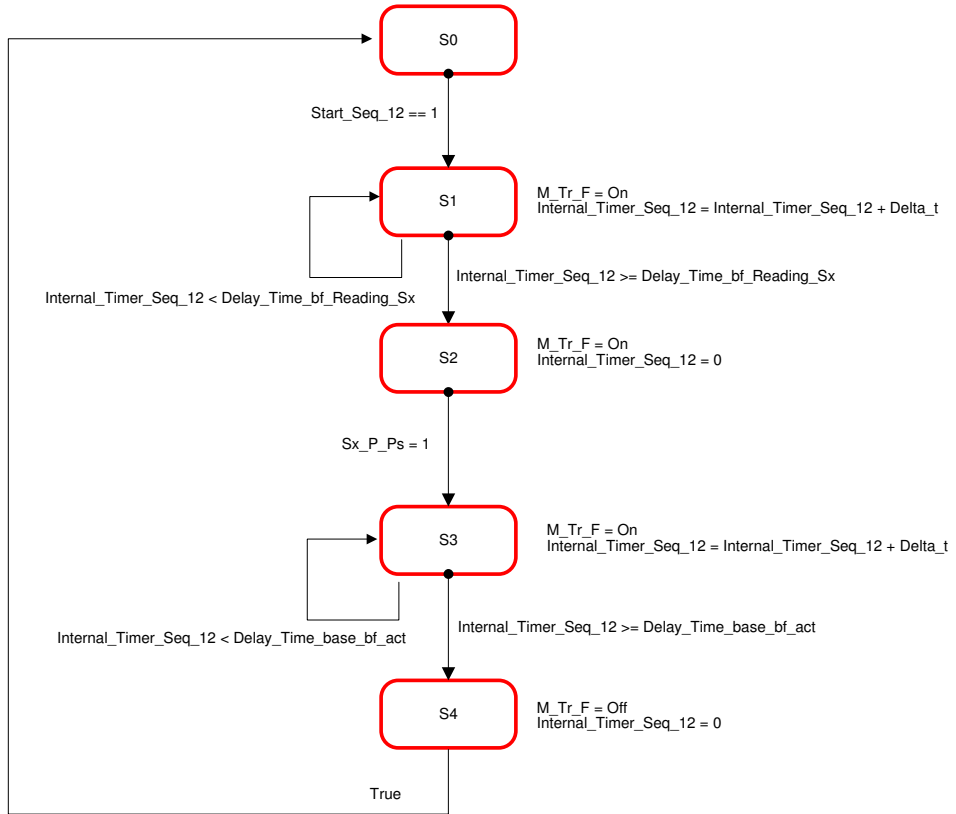 S0
Start_Seq_12 == 1
S1
M_Tr_F = On
Internal_Timer_Seq_12 = Internal_Timer_Seq_12 + Delta_t
Internal_Timer_Seq_12 >= Delay_Time_bf_Reading_Sx
Internal_Timer_Seq_12 < Delay_Time_bf_Reading_Sx
S2
M_Tr_F = On
Internal_Timer_Seq_12 = 0
Sx_P_Ps = 1
S3
M_Tr_F = On
Internal_Timer_Seq_12 = Internal_Timer_Seq_12 + Delta_t
Internal_Timer_Seq_12 >= Delay_Time_base_bf_act
Internal_Timer_Seq_12 < Delay_Time_base_bf_act
S4
M_Tr_F = Off
Internal_Timer_Seq_12 = 0
True